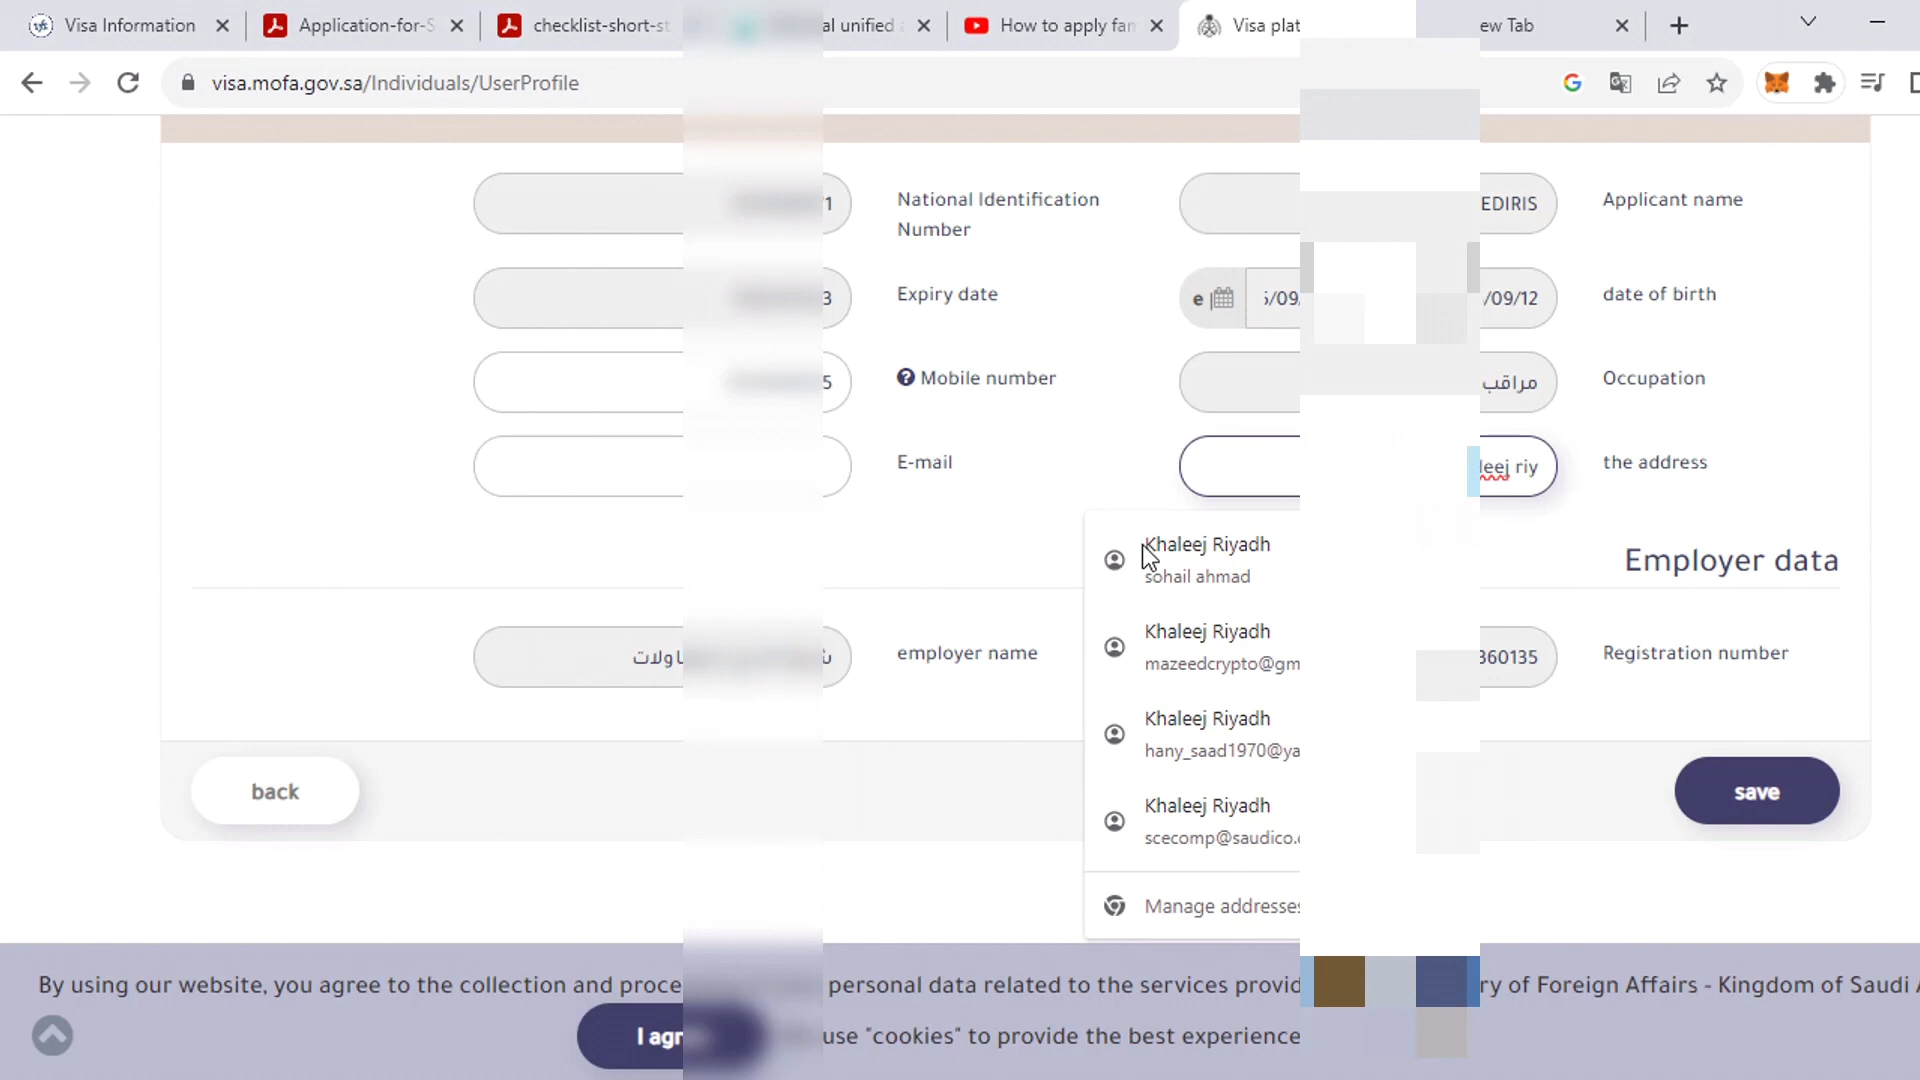 Visa Information
Application-for-S
checklist-short-st
al unified a
How to apply fam
Visa plat
ew Tab
visa.mofa.gov.sa/Individuals/UserProfile
1
National Identification
Number
EDIRIS
Applicant name
3
Expiry date
e
/09/12
date of birth
5
Mobile number
مراقب
Occupation
E-mail
leej riy
the address
Khaleej Riyadh
sohail ahmad
Employer data
Khaleej Riyadh
mazeedcrypto@gm
employer name
360135
Registration number
Khaleej Riyadh
hany_saad1970@ya
back
save
Khaleej Riyadh
scecomp@saudico.
Manage addresses
By using our website, you agree to the collection and proce personal data related to the services provid ry of Foreign Affairs - Kingdom of Saudi A
I agr
use "cookies" to provide the best experience